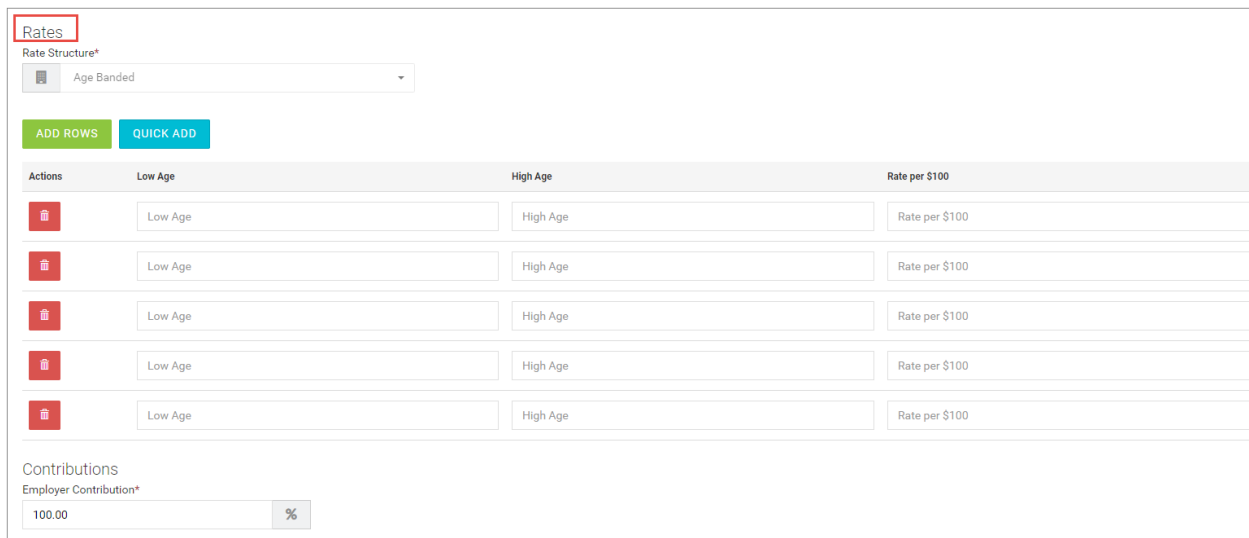 Rates
Rate Structure*
Age Banded
ADD ROWS QUICK ADD
Actions Low Age High Age Rate per $100
Low Age High Age Rate per $100
Low Age High Age Rate per $100
Low Age High Age Rate per $100
Low Age High Age Rate per $100
Low Age High Age Rate per $100
Contributions
Employer Contribution*
100.00 %